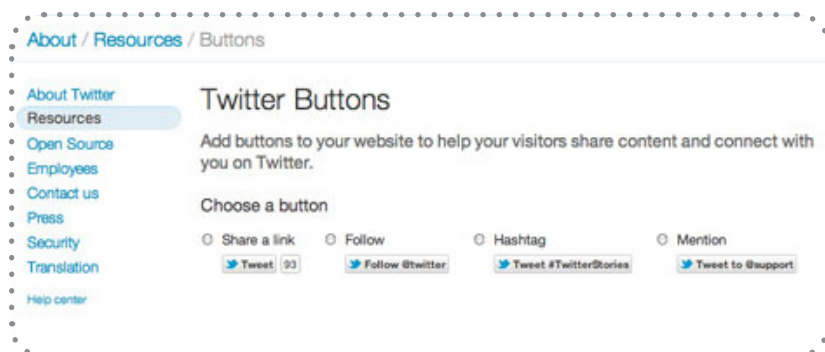 About / Resources / Buttons
About Twitter
Resources
Open Source
Employees
Contact us
Press
Security
Translation
Help center
Twitter Buttons
Add buttons to your website to help your visitors share content and connect with
you on Twitter.
Choose a button
Share a link Follow Hashtag Mention
Tweet 93 Follow @twitter Tweet #TwitterStories Tweet to @support